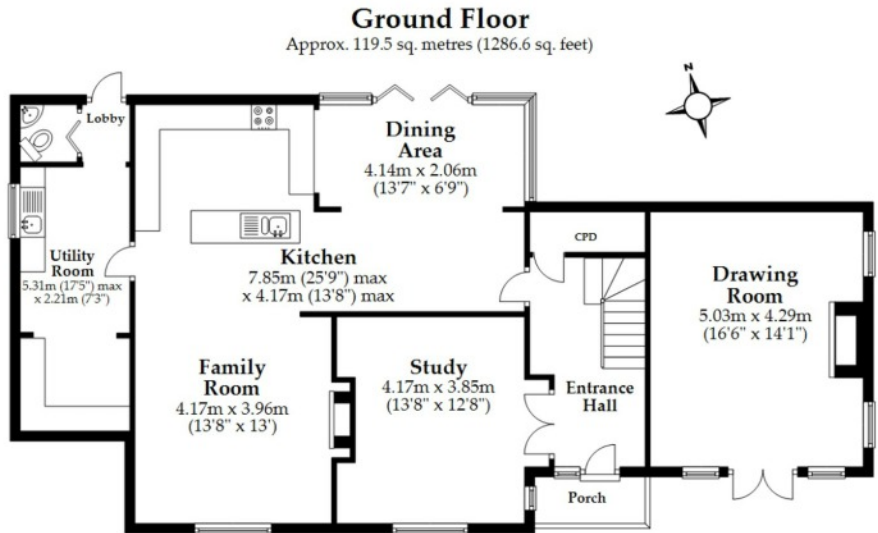 Ground Floor
Approx. 119.5 sq. metres (1286.6 sq. feet)
N
Lobby
Dining
Area
4.14m x 2.06m
(13'7" x 6'9")
Utility
Room
5.31m (17'5") max
x 2.21m (7'3")
Kitchen
7.85m (25'9") max
x 4.17m (13'8") max
CPD
Drawing
Room
5.03m x 4.29m
(16'6" x 14'1")
Family
Room
4.17m x 3.96m
(13'8" x 13')
Study
4.17m x 3.85m
(13'8" x 12'8")
Entrance
Hall
Porch